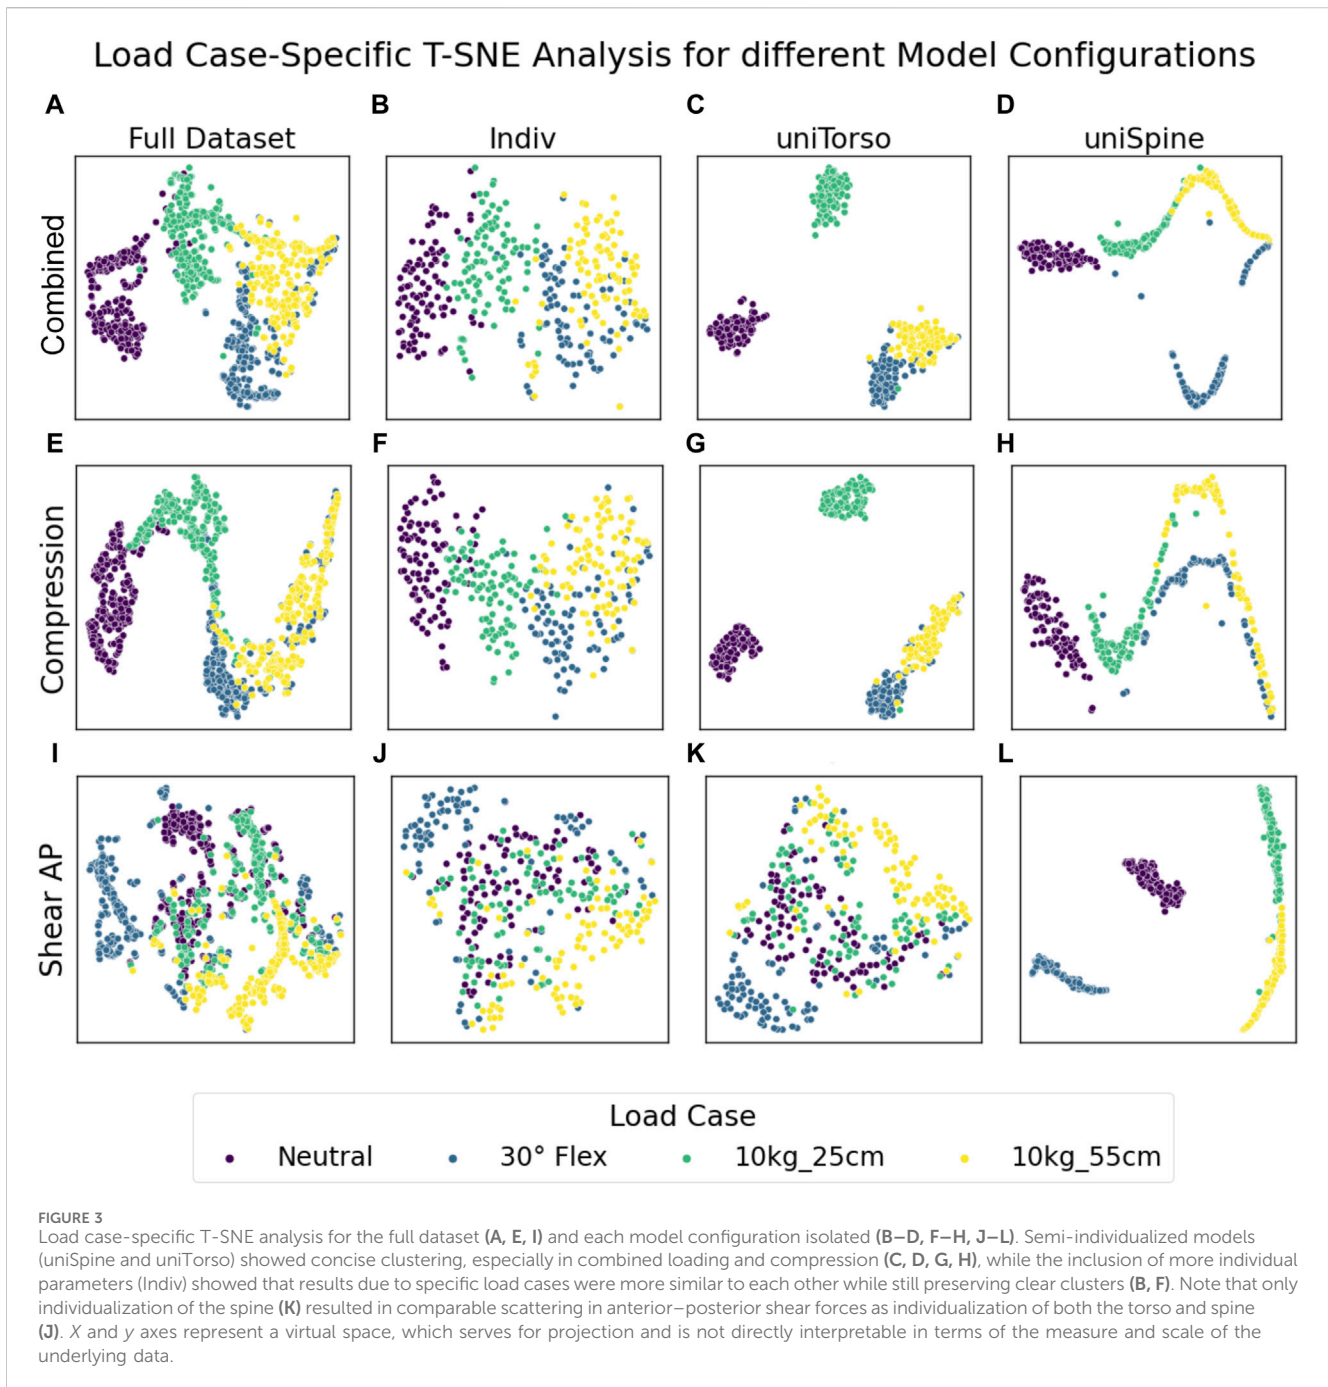 Load Case-Specific T-SNE Analysis for different Model Configurations
A B C D
Full Dataset Indiv uniTorso uniSpine
Combined
E F G H
Compression
I J K L
Shear AP
Load Case
Neutral 30° Flex 10kg_25cm 10kg_55cm
FIGURE 3
Load case-specific T-SNE analysis for the full dataset (A, E, I) and each model configuration isolated (B–D, F–H, J–L). Semi-individualized models
(uniSpine and uniTorso) showed concise clustering, especially in combined loading and compression (C, D, G, H), while the inclusion of more individual
parameters (Indiv) showed that results due to specific load cases were more similar to each other while still preserving clear clusters (B, F). Note that only
individualization of the spine (K) resulted in comparable scattering in anterior–posterior shear forces as individualization of both the torso and spine
(J). X and y axes represent a virtual space, which serves for projection and is not directly interpretable in terms of the measure and scale of the
underlying data.